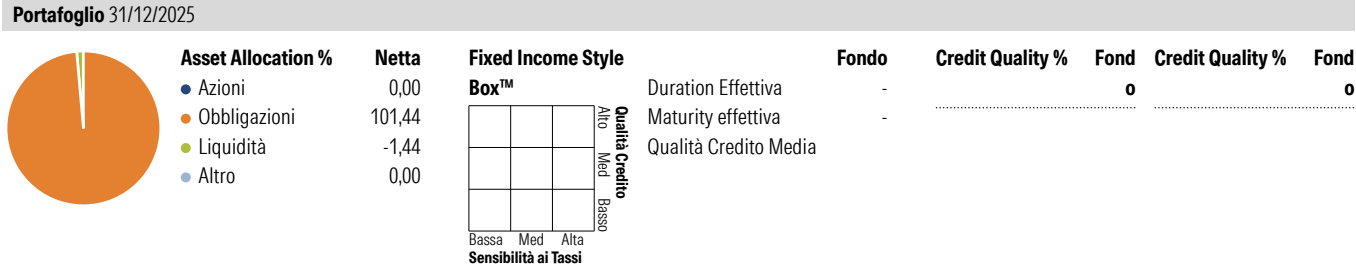 Portafoglio 31/12/2025
Asset Allocation % Netta
Azioni 0,00
Obbligazioni 101,44
Liquidità -1,44
Altro 0,00
Fixed Income Style
Box™
Alto Med Basso
Qualità Credito
Bassa Med Alta
Sensibilità ai Tassi
Fondo
Duration Effettiva -
Maturity effettiva -
Qualità Credito Media
Credit Quality % Fond
o
Credit Quality % Fond
o